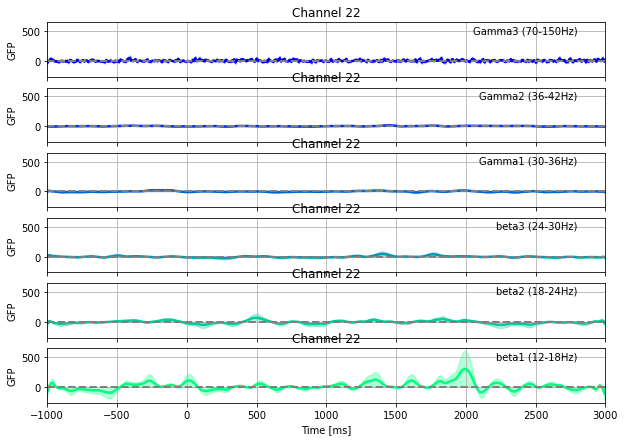 Channel 22
500
0
GFP
Gamma3 (70-150Hz)
Channel 22
500
0
GFP
Gamma2 (36-42Hz)
Channel 22
500
0
GFP
Gamma1 (30-36Hz)
Channel 22
500
0
GFP
beta3 (24-30Hz)
Channel 22
500
0
GFP
beta2 (18-24Hz)
Channel 22
500
0
GFP
beta1 (12-18Hz)
−1000 −500 0 500 1000 1500 2000 2500 3000
Time [ms]